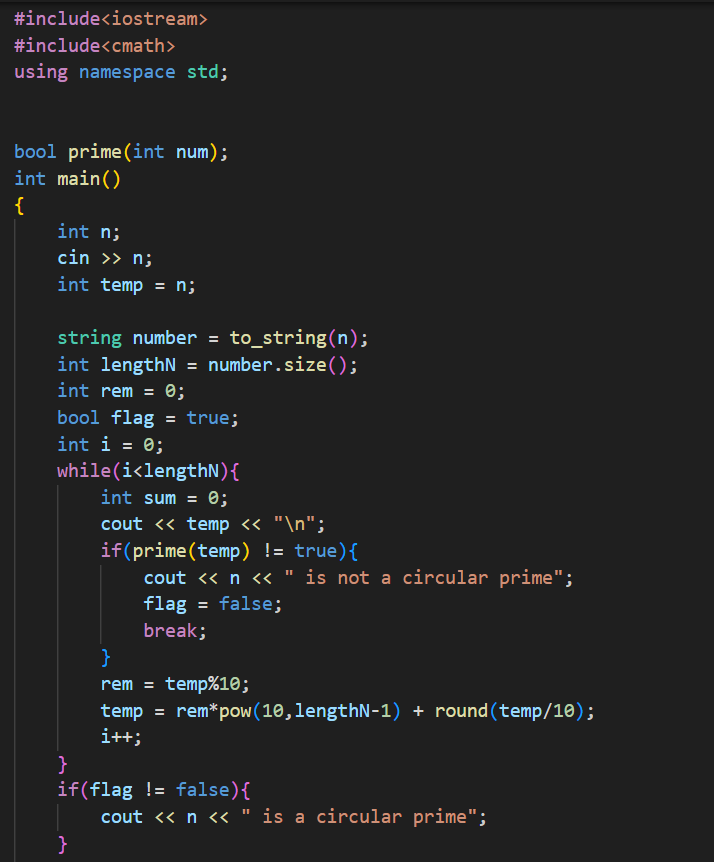 #include<iostream>
#include<cmath>
using namespace std;
bool prime(int num);
int main()
{
int n;
cin >> n;
int temp = n;
string number = to_string(n);
int lengthN = number.size();
int rem = 0;
bool flag = true;
int i = 0;
while(i<lengthN){
int sum = 0;
cout << temp << "\n";
if(prime(temp) != true){
cout << n << " is not a circular prime";
flag = false;
break;
}
rem = temp%10;
temp = rem*pow(10,lengthN-1) + round(temp/10);
i++;
}
if(flag != false){
cout << n << " is a circular prime";
}